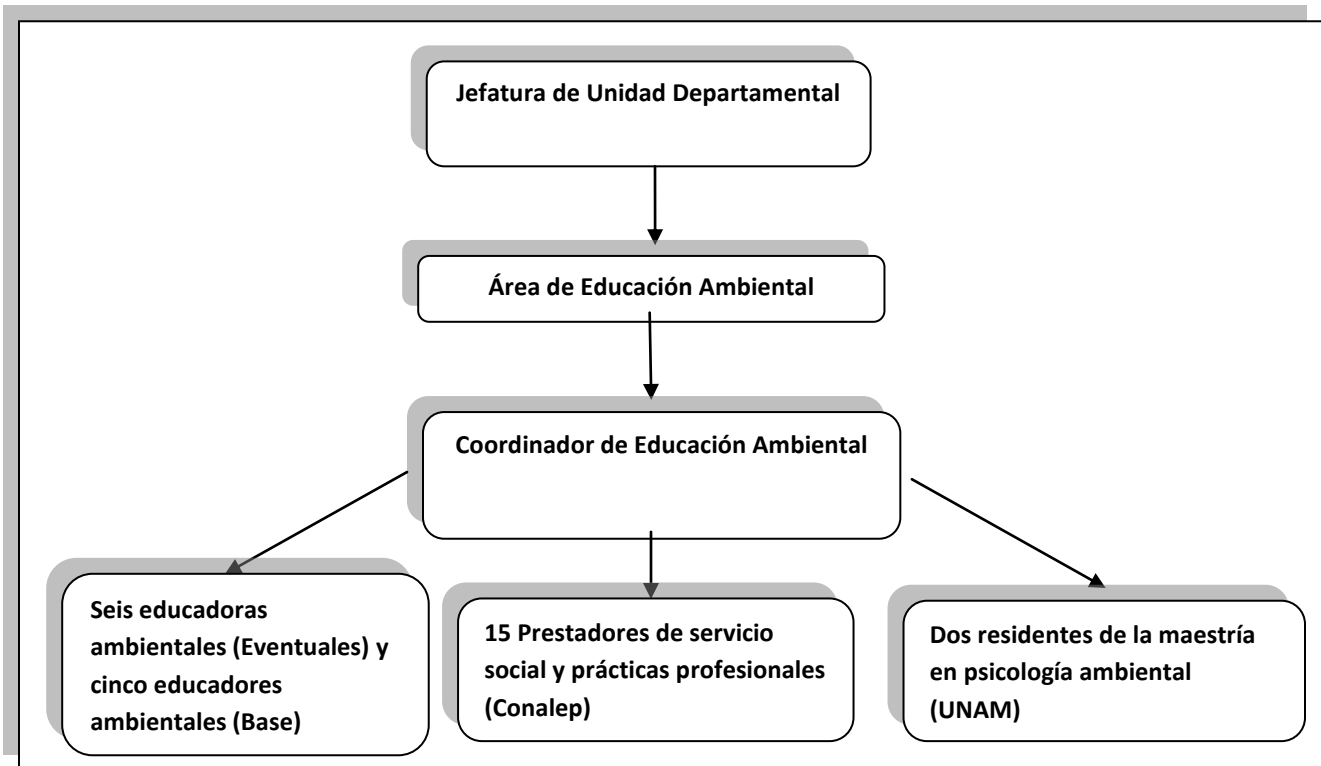 Jefatura de Unidad Departamental
Área de Educación Ambiental
Coordinador de Educación Ambiental
Seis educadoras
ambientales (Eventuales) y
cinco educadores
ambientales (Base)
15 Prestadores de servicio
social y prácticas profesionales
(Conalep)
Dos residentes de la maestría
en psicología ambiental
(UNAM)